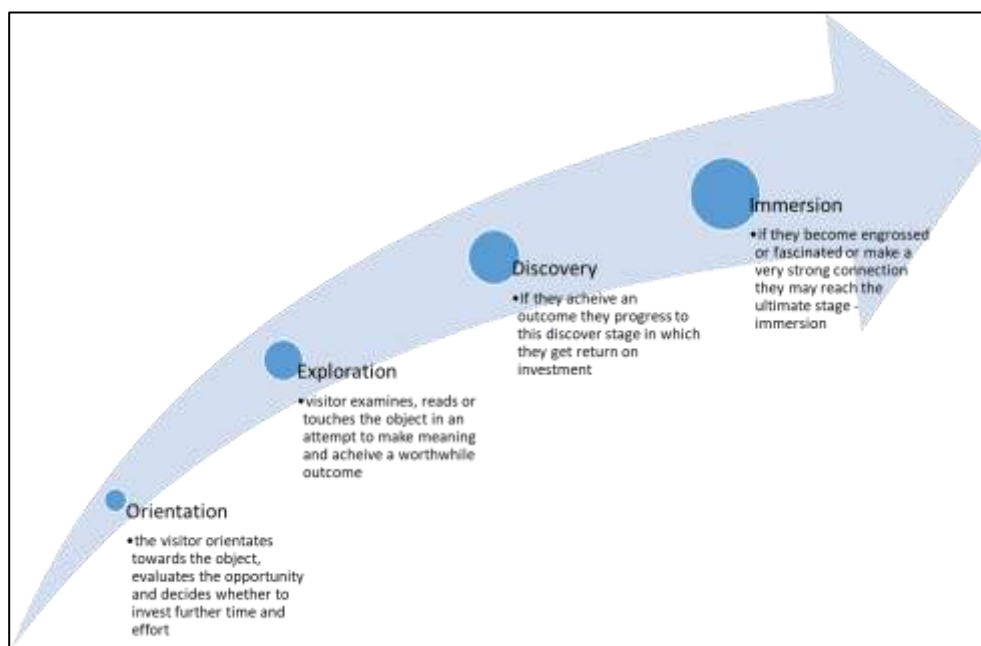 Orientation
•the visitor orientates
towards the object,
evaluates the opportunity
and decides whether to
invest further time and
effort
Exploration
•visitor examines, reads or
touches the object in an
attempt to make meaning
and acheive a worthwhile
outcome
Discovery
•If they acheive an
outcome they progress to
this discover stage in which
they get return on
investment
Immersion
•if they become engrossed
or fascinated or make a
very strong connection
they may reach the
ultimate stage -
immersion